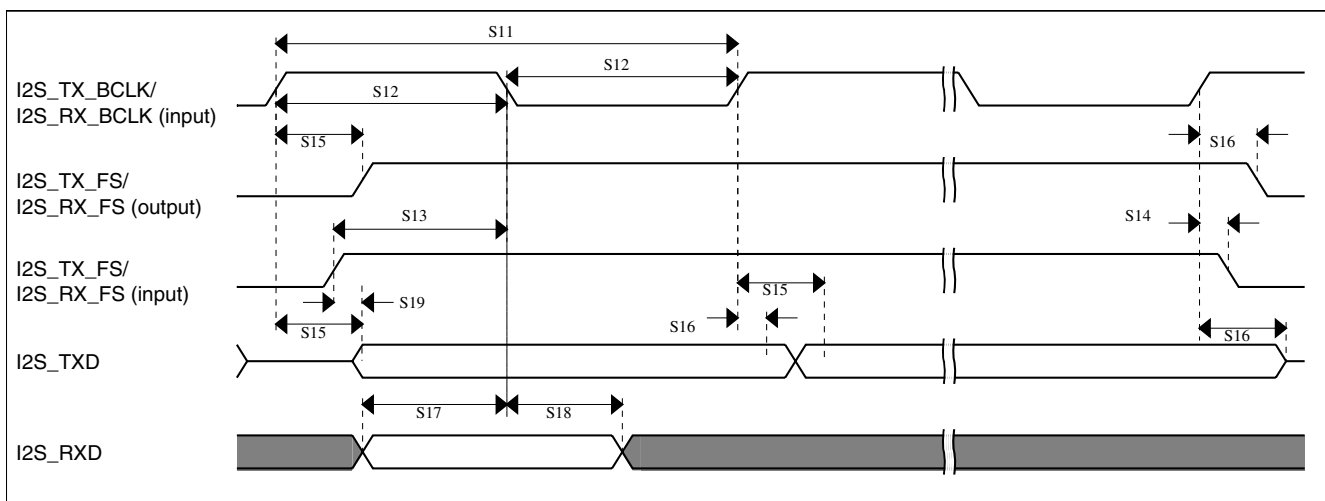 S11
I2S_TX_BCLK/
I2S_RX_BCLK (input)
S12
S12
S15
S16
I2S_TX_FS/
I2S_RX_FS (output)
S13
S14
I2S_TX_FS/
I2S_RX_FS (input)
S19
S15
S15
S16
S16
I2S_TXD
S17
S18
I2S_RXD